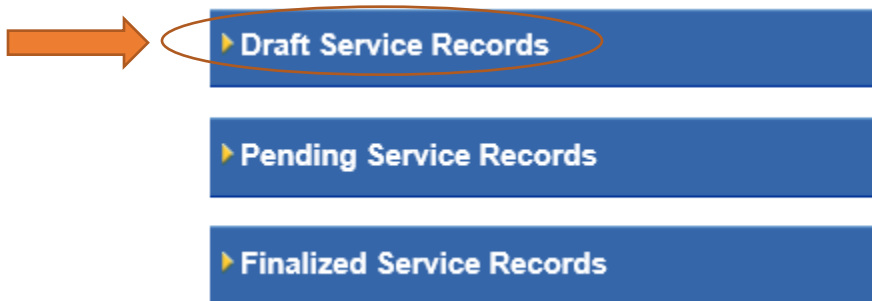 Draft Service Records
Pending Service Records
Finalized Service Records